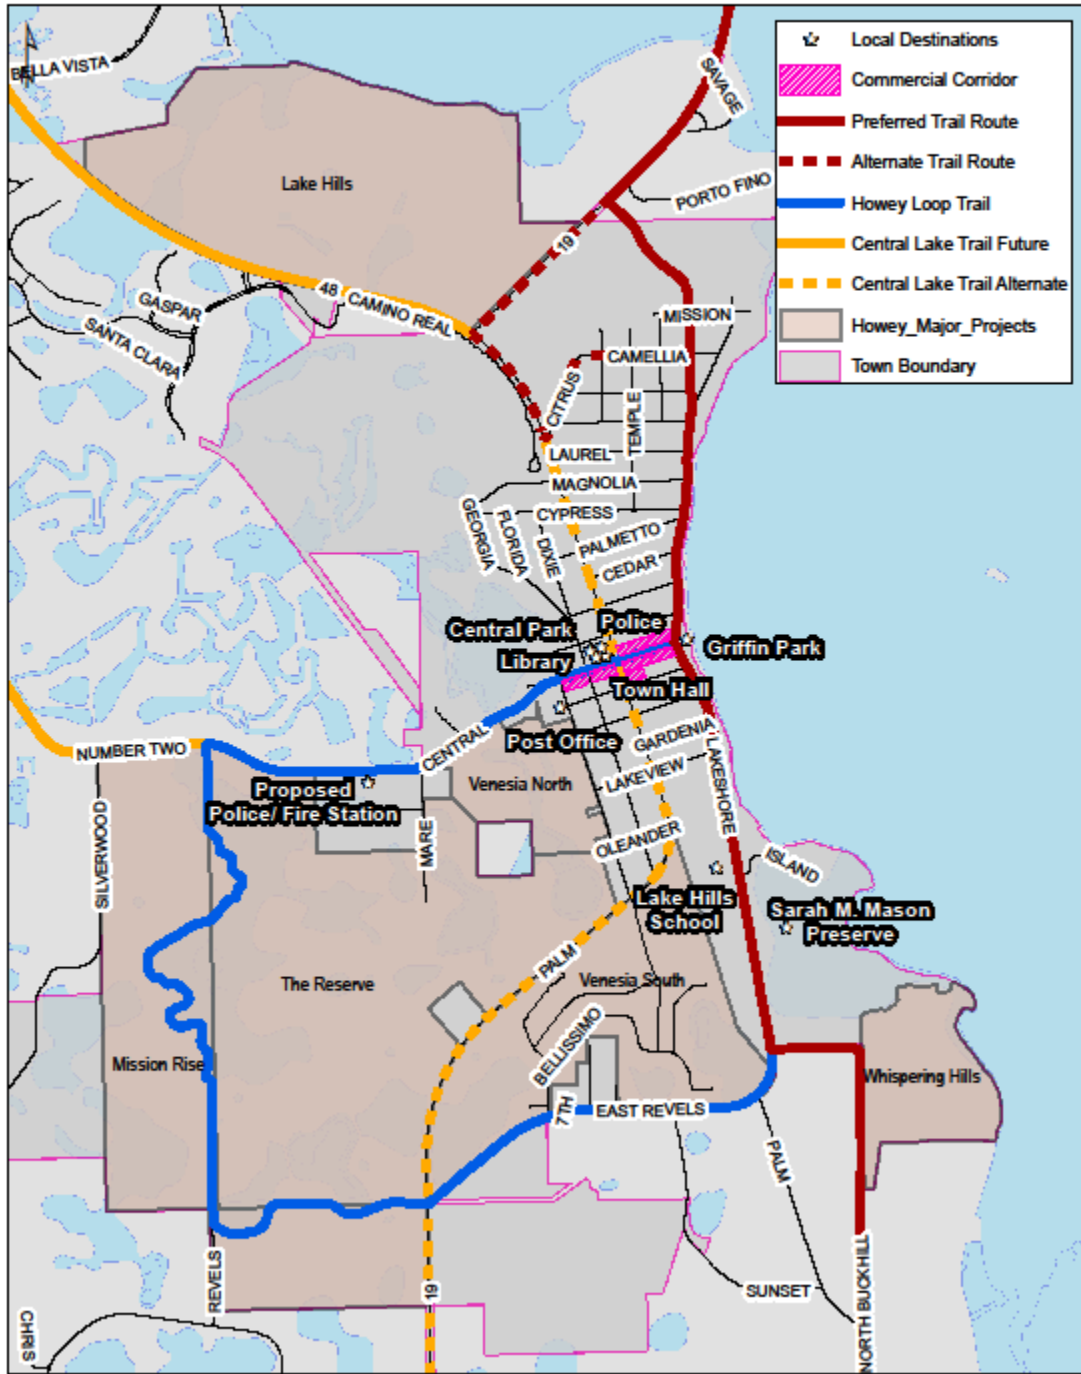 BELLA VISTA
SAVAGE
Local Destinations
Commercial Corridor
Preferred Trail Route
Alternate Trail Route
Howey Loop Trail
Central Lake Trail Future
Central Lake Trail Alternate
Howey_Major_Projects
Town Boundary
Lake Hills
PORTO FINO
19
48 CAMINO REAL
GASPAR
SANTA CLARA
MISSION
CAMELLIA
CITRUS
TEMPLE
LAUREL
MAGNOLIA
CYPRESS
GEORGIA
FLORIDA
DIXIE
PALMETTO
CEDAR
Central Park
Police
Library
Griffin Park
Town Hall
Post Office
GARDENIA
LAKESHORE
CENTRAL
NUMBER TWO
Proposed
Police/ Fire Station
Venesia North
LAKEVIEW
SILVERWOOD
MARE
OLEANDER
ISLAND
Lake Hills
School
Sarah M. Mason
Preserve
PALM
The Reserve
Venesia South
BELLISSIMO
Mission Rise
Whispering Hills
7TH
EAST REVELS
PALM
REVELS
19
SUNSET
NORTH BUCKHILL
CHRIS